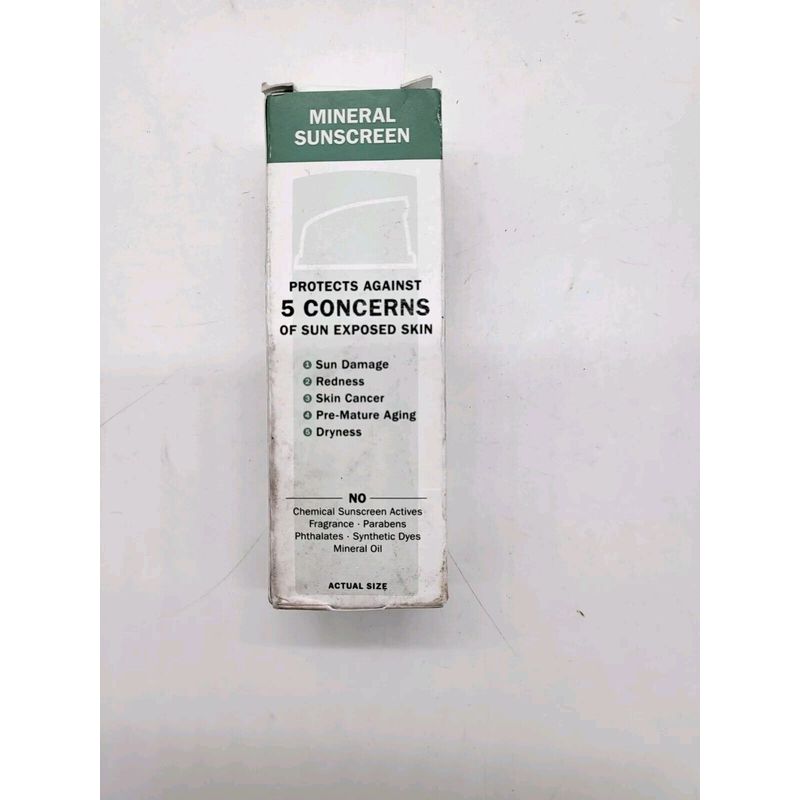 MINERAL
SUNSCREEN
PROTECTS AGAINST
5 CONCERNS
OF SUN EXPOSED SKIN
1 Sun Damage
2 Redness
3 Skin Cancer
4 Pre-Mature Aging
5 Dryness
NO
Chemical Sunscreen Actives
Fragrance · Parabens
Phthalates · Synthetic Dyes
Mineral Oil
ACTUAL SIZE